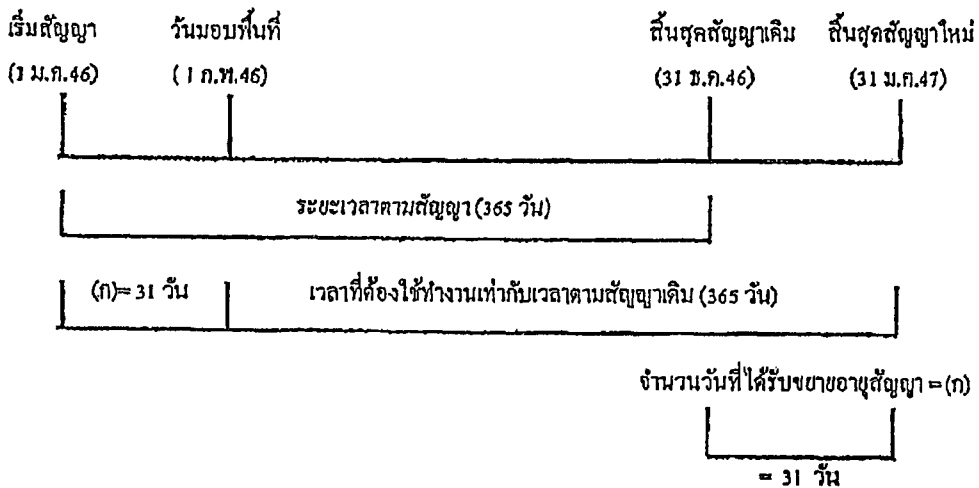 เริ่มสัญญา วันมอบพื้นที่ สิ้นสุดสัญญาเดิม สิ้นสุดสัญญาใหม่
(1 ม.ค.46) (1 ก.พ.46) (31 ธ.ค.46) (31 ม.ค.47)
ระยะเวลาตามสัญญา (365 วัน)
(ก)= 31 วัน เวลาที่ต้องใช้ทำงานเท่ากับเวลาตามสัญญาเดิม (365 วัน)
จำนวนวันที่ได้รับขยายอายุสัญญา = (ก)
= 31 วัน